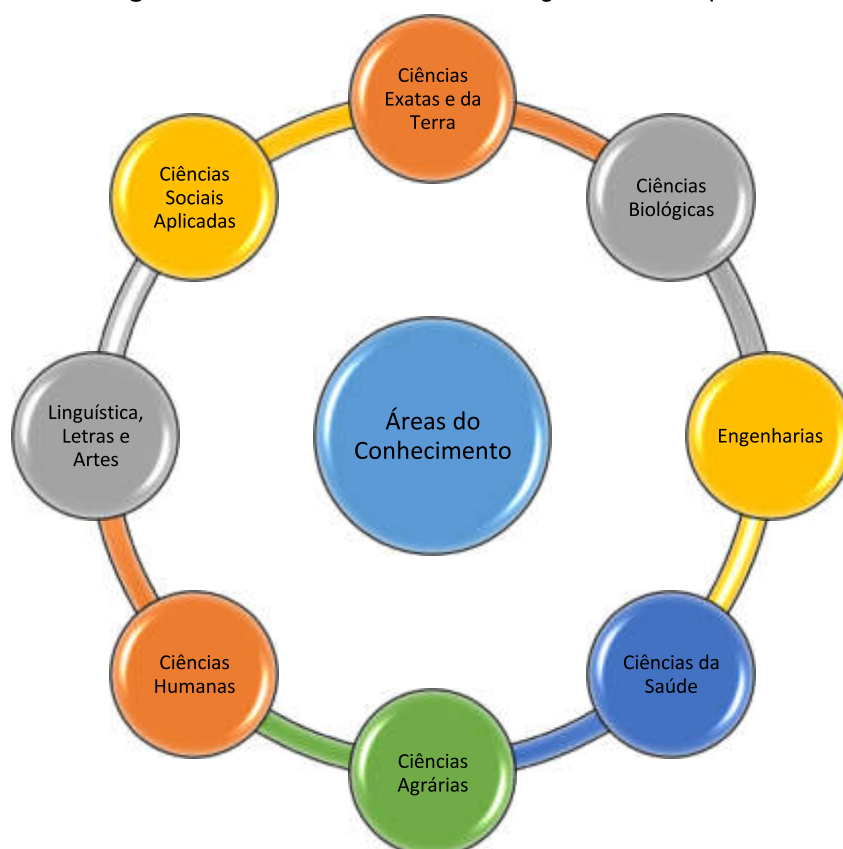 Ciências
Exatas e da
Terra
Ciências
Biológicas
Engenharias
Ciências da
Saúde
Ciências
Agrárias
Ciências
Humanas
Linguística,
Letras e
Artes
Ciências
Sociais
Aplicadas
Áreas do
Conhecimento